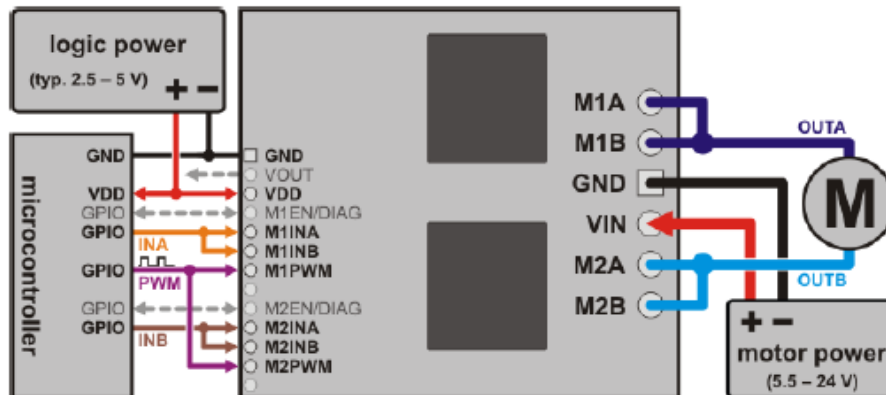 logic power
(typ. 2.5 – 5 V)
+ −
microcontroller
GND
VDD
GPIO
GPIO
INA
GPIO
PWM
GPIO
GPIO
INB
GND
VOUT
VDD
M1EN/DIAG
M1INA
M1INB
M1PWM
M2EN/DIAG
M2INA
M2INB
M2PWM
M1A
M1B
GND
VIN
M2A
M2B
OUTA
M
OUTB
+ −
motor power
(5.5 – 24 V)